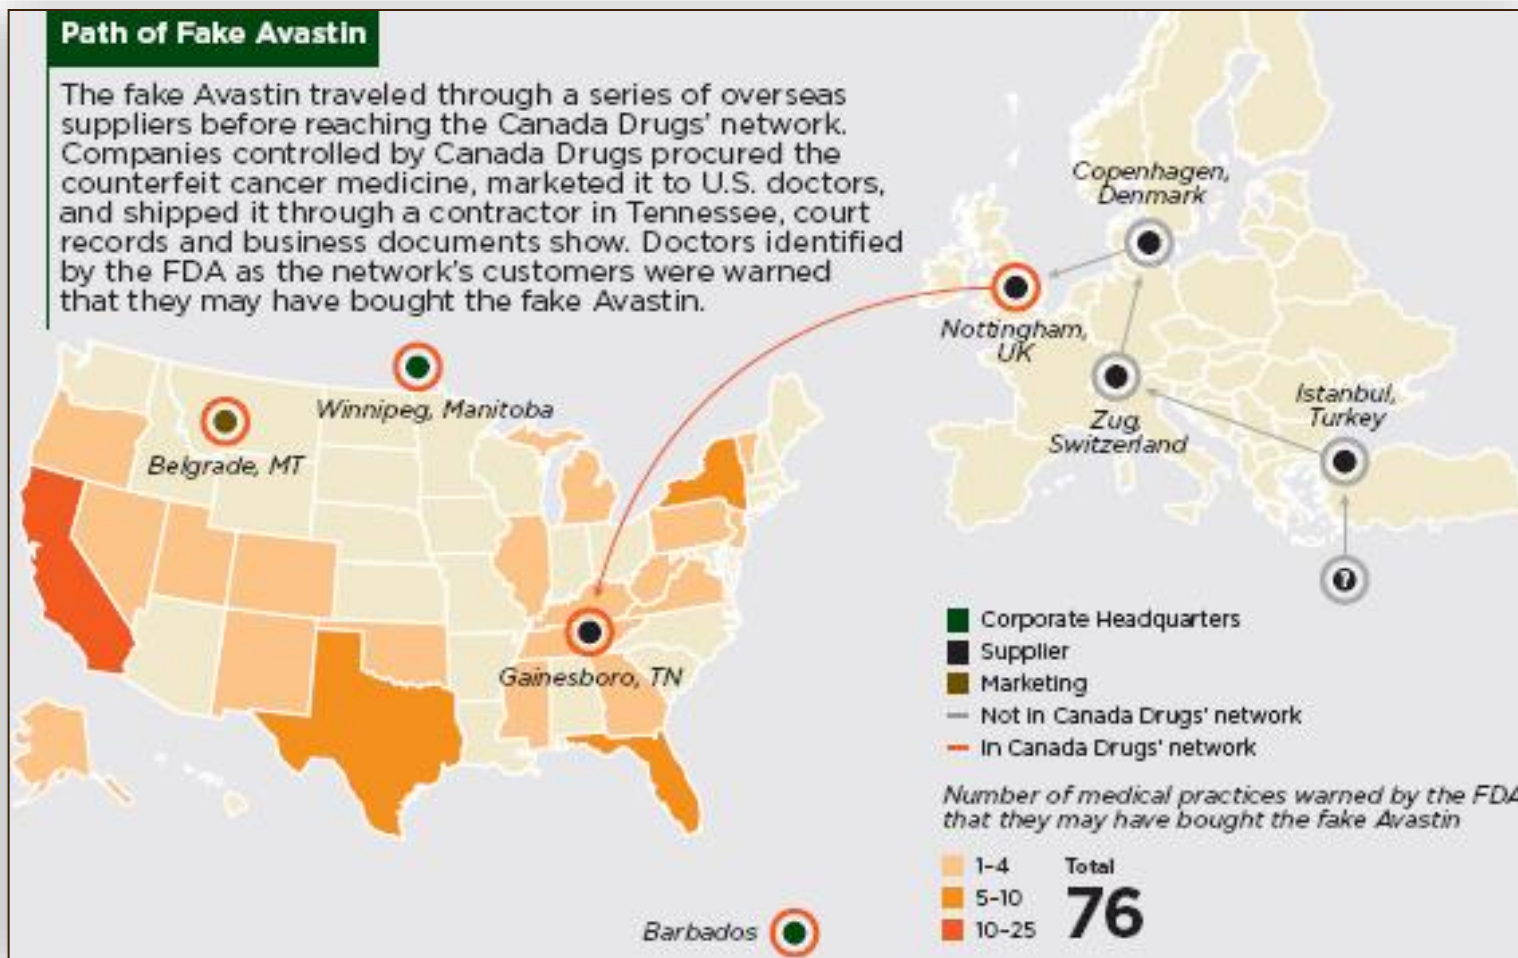 Path of Fake Avastin
The fake Avastin traveled through a series of overseas
suppliers before reaching the Canada Drugs' network.
Companies controlled by Canada Drugs procured the
counterfeit cancer medicine, marketed it to U.S. doctors,
and shipped it through a contractor in Tennessee, court
records and business documents show. Doctors identified
by the FDA as the network's customers were warned
that they may have bought the fake Avastin.
Copenhagen,
Denmark
Nottingham,
UK
Zug,
Switzerland
Istanbul,
Turkey
?
Winnipeg, Manitoba
Belgrade, MT
Gainesboro, TN
Barbados
Corporate Headquarters
Supplier
Marketing
Not in Canada Drugs' network
In Canada Drugs' network
Number of medical practices warned by the FDA
that they may have bought the fake Avastin
1–4
5–10
10–25
Total
76